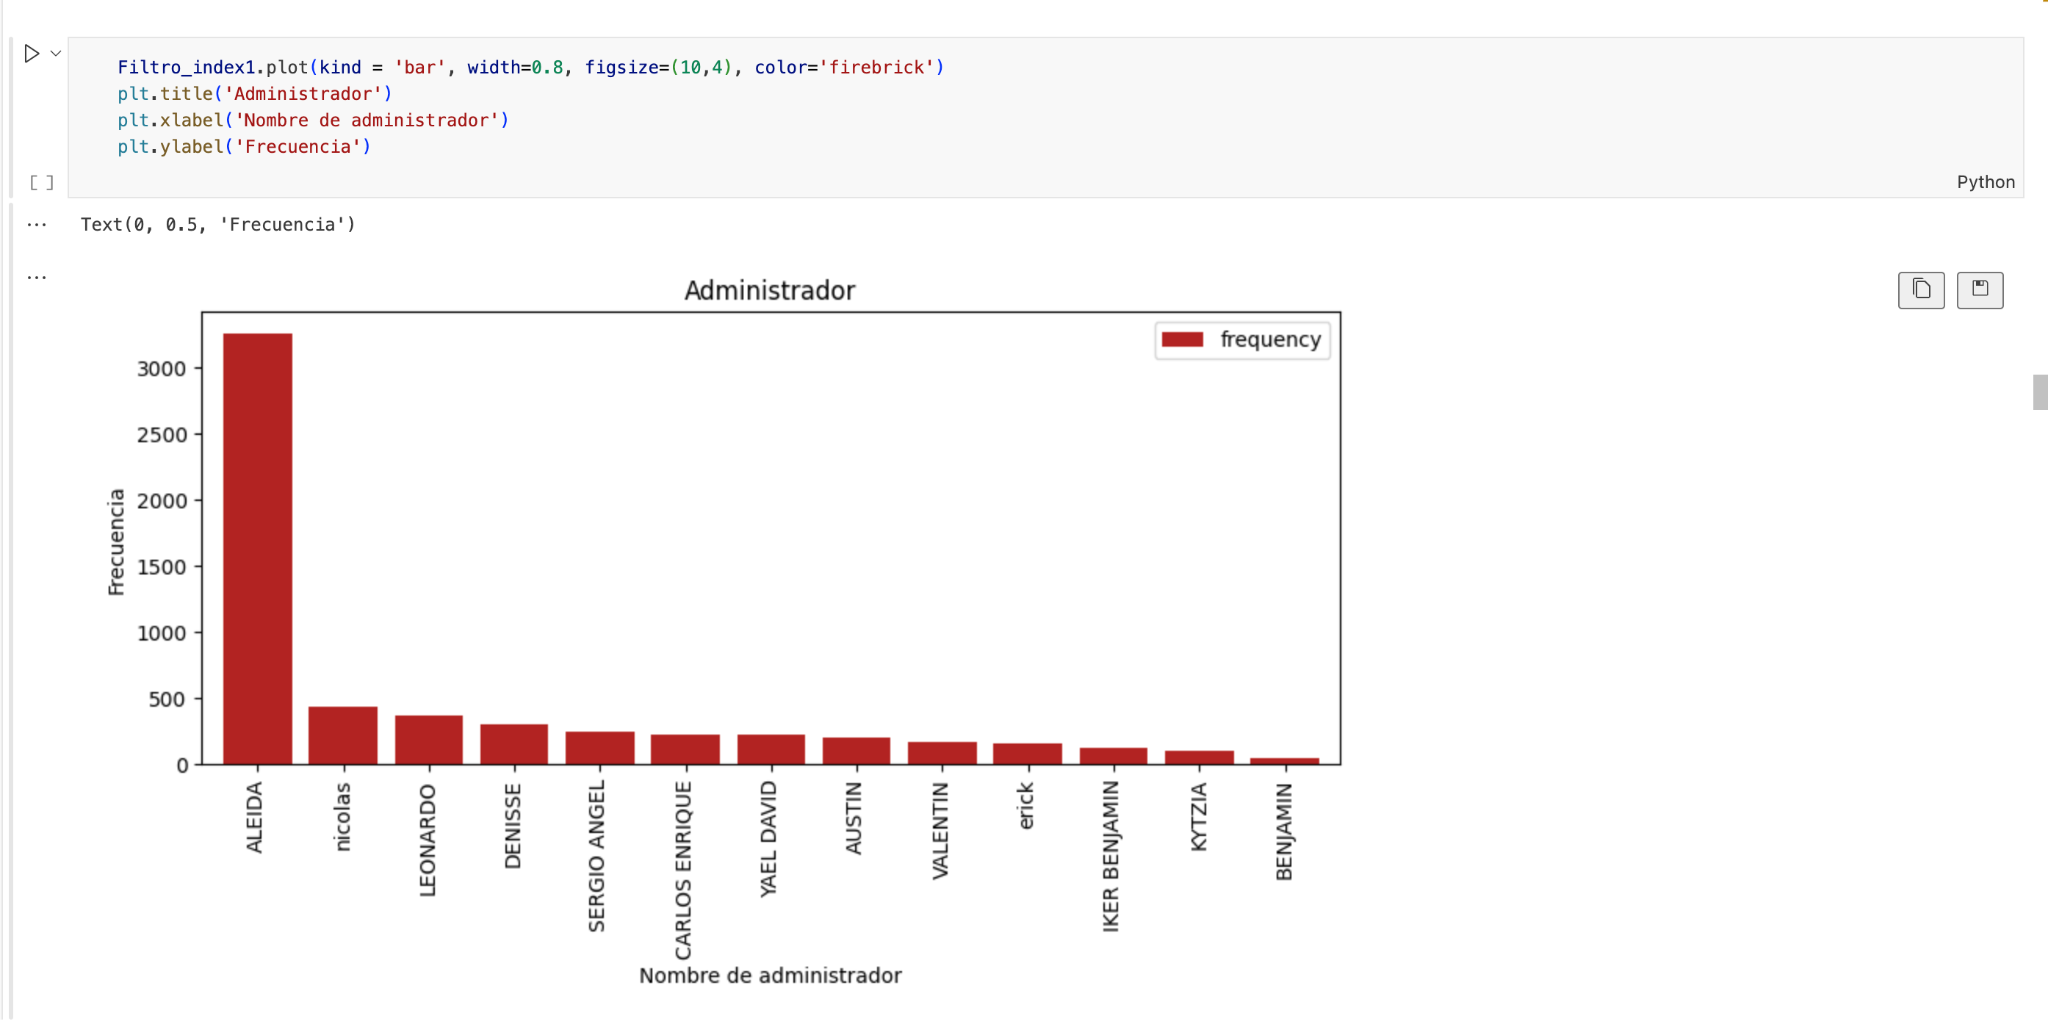 Filtro_index1.plot(kind = 'bar', width=0.8, figsize=(10,4), color='firebrick')
plt.title('Administrador')
plt.xlabel('Nombre de administrador')
plt.ylabel('Frecuencia')
[ ]
Python
... Text(0, 0.5, 'Frecuencia')
...
Administrador
frequency
3000
2500
2000
1500
1000
500
0
Frecuencia
ALEIDA
nicolas
LEONARDO
DENISSE
SERGIO ANGEL
CARLOS ENRIQUE
YAEL DAVID
AUSTIN
VALENTIN
erick
IKER BENJAMIN
KYTZIA
BENJAMIN
Nombre de administrador